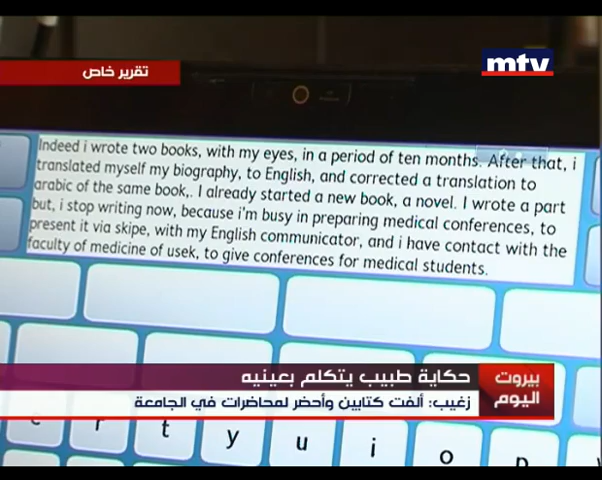 mtv
تقرير خاص
Indeed i wrote two books, with my eyes, in a period of ten months. After that, i
translated myself my biography, to English, and corrected a translation to
arabic of the same book,. I already started a new book, a novel. I wrote a part
but, i stop writing now, because i'm busy in preparing medical conferences, to
present it via skipe, with my English communicator, and i have contact with the
faculty of medicine of usek, to give conferences for medical students.
حكاية طبيب يتكلم بعينيه
بيروت
اليوم
زغيب: ألفت كتابين وأحضر لمحاضرات في الجامعة
r t y u i o